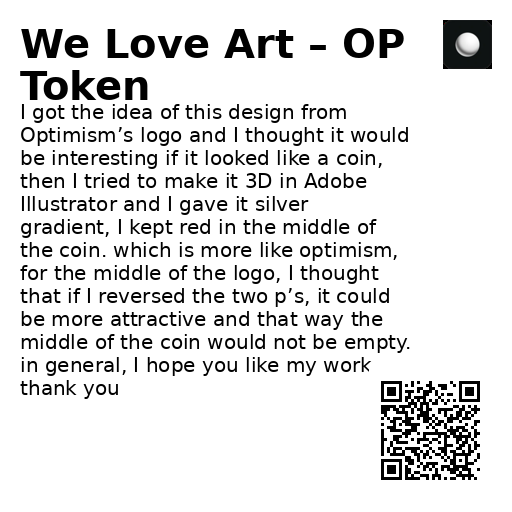 We Love Art – OP
Token
I got the idea of this design from
Optimism’s logo and I thought it would
be interesting if it looked like a coin,
then I tried to make it 3D in Adobe
Illustrator and I gave it silver
gradient, I kept red in the middle of
the coin. which is more like optimism,
for the middle of the logo, I thought
that if I reversed the two p’s, it could
be more attractive and that way the
middle of the coin would not be empty.
in general, I hope you like my work
thank you